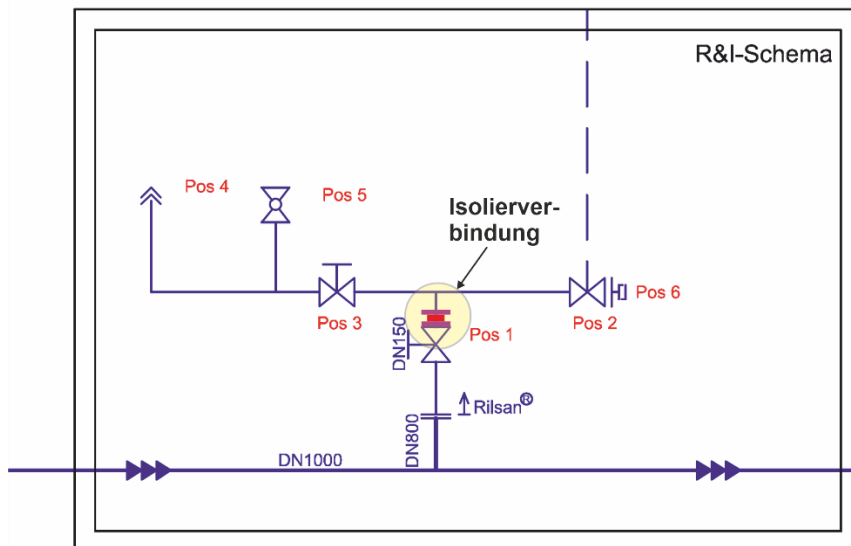 R&I-Schema
Pos 4
Pos 5
Isolierver-
bindung
Pos 6
Pos 3
Pos 1
Pos 2
DN150
Rilsan®
DN800
DN1000